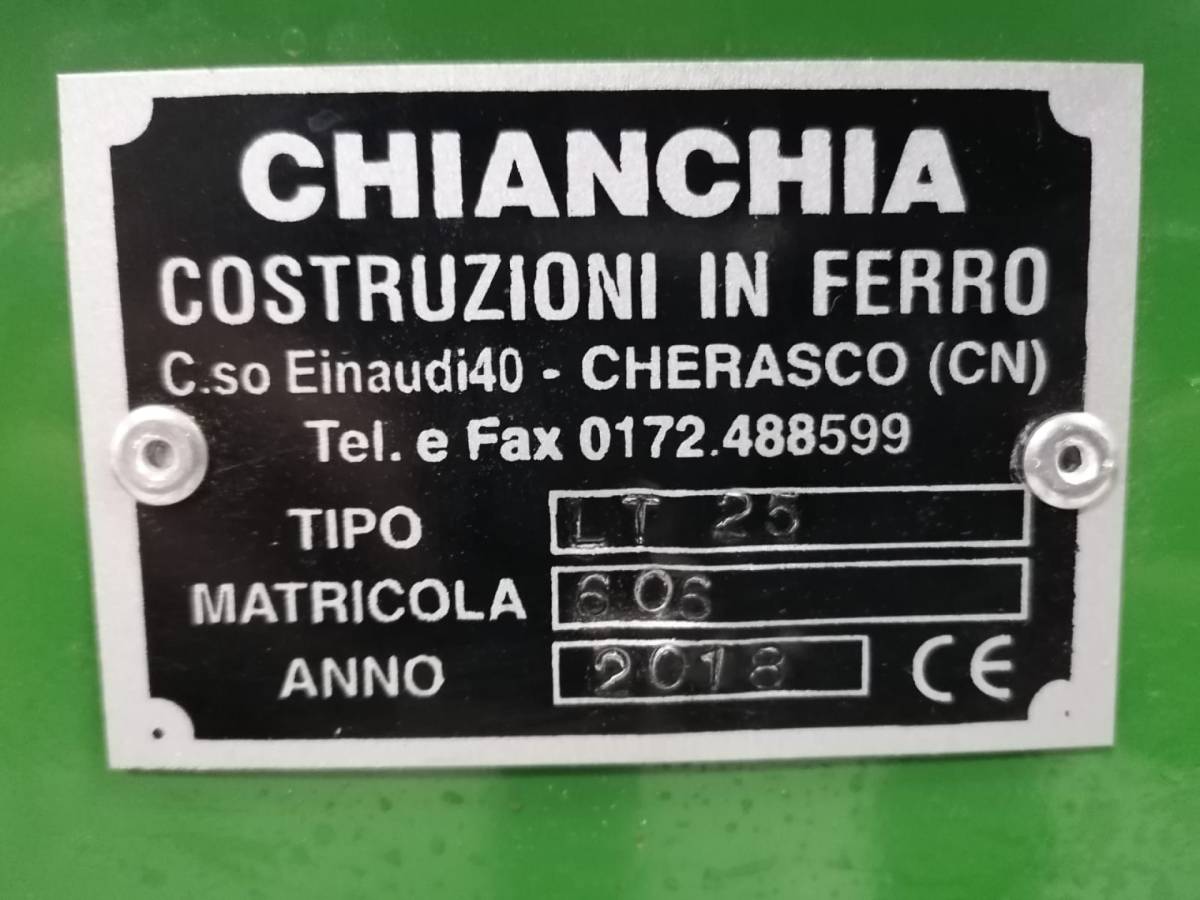 CHIANCHIA
COSTRUZIONI IN FERRO
C.so Einaudi40 - CHERASCO (CN)
Tel. e Fax 0172.488599
TIPO LT 25
MATRICOLA 606
ANNO 2018 CE